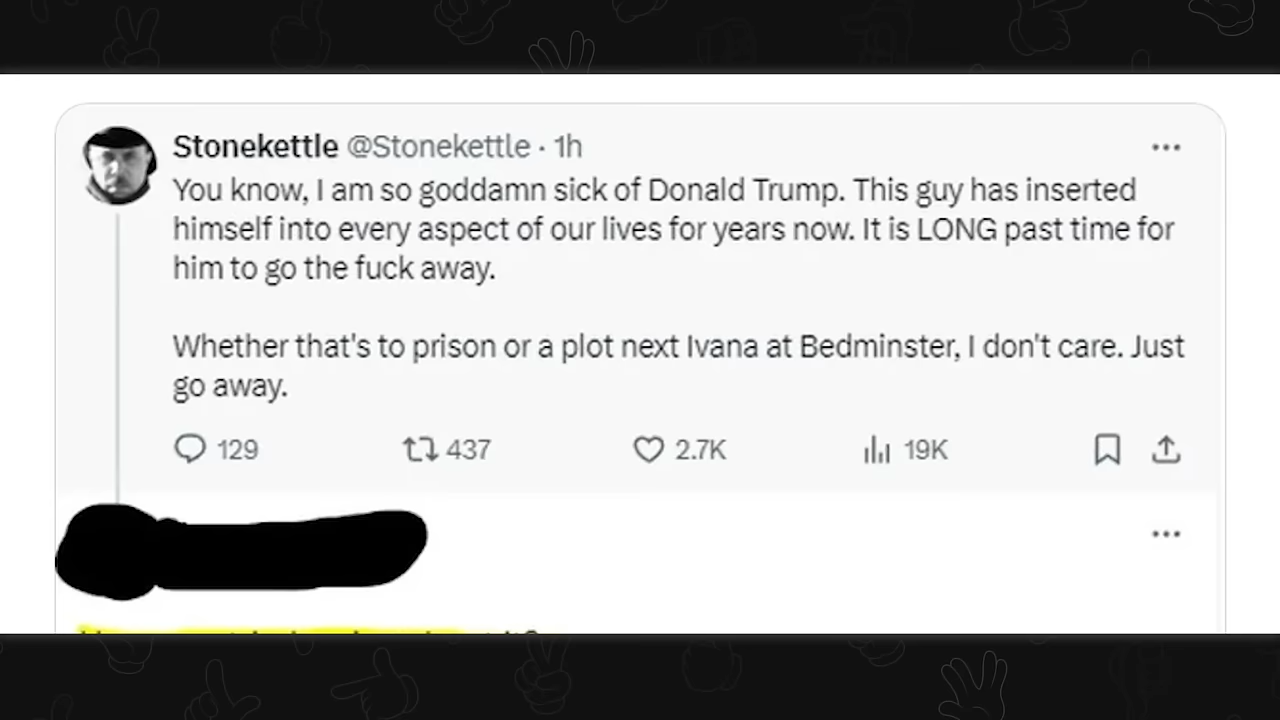 Stonekettle @Stonekettle · 1h
You know, I am so goddamn sick of Donald Trump. This guy has inserted
himself into every aspect of our lives for years now. It is LONG past time for
him to go the fuck away.
Whether that's to prison or a plot next Ivana at Bedminster, I don't care. Just
go away.
129 437 2.7K 19K